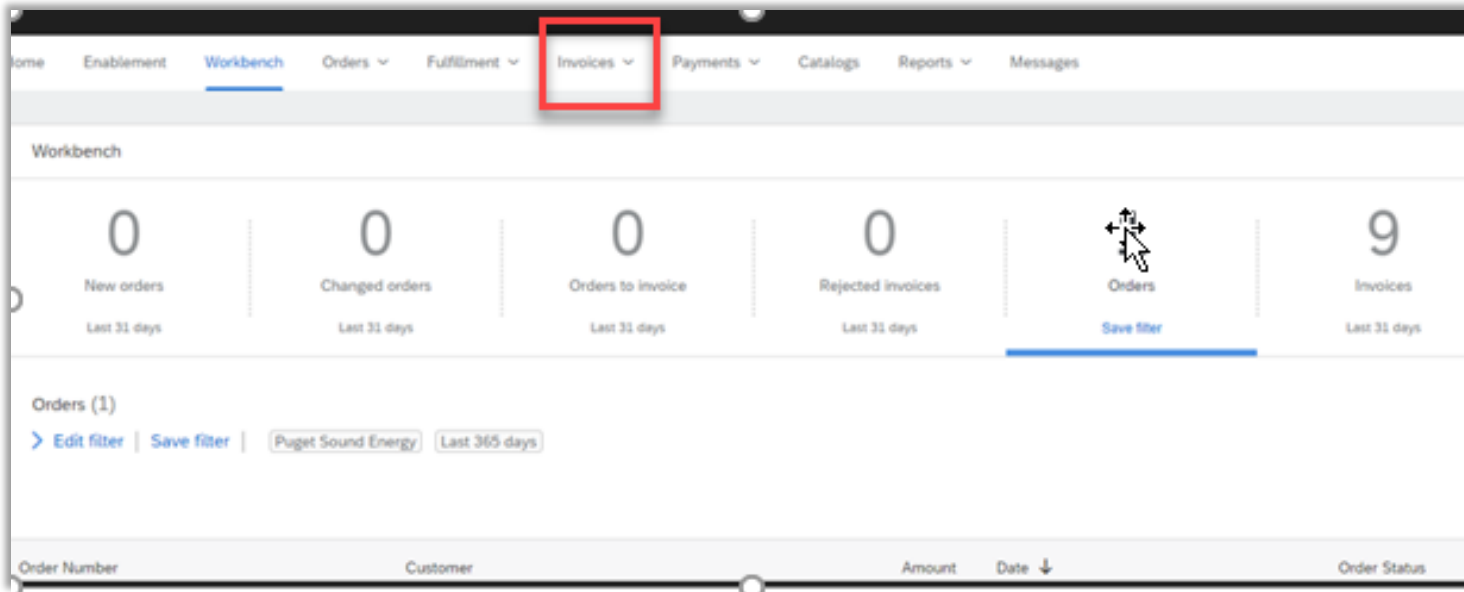 ome Enablement Workbench Orders Fulfillment Invoices Payments Catalogs Reports Messages
Workbench
0 0 0 0 9
New orders Changed orders Orders to invoice Rejected invoices Orders Invoices
Last 31 days Last 31 days Last 31 days Last 31 days Save filter Last 31 days
Orders (1)
Edit filter | Save filter | Puget Sound Energy Last 365 days
Order Number Customer Amount Date Order Status